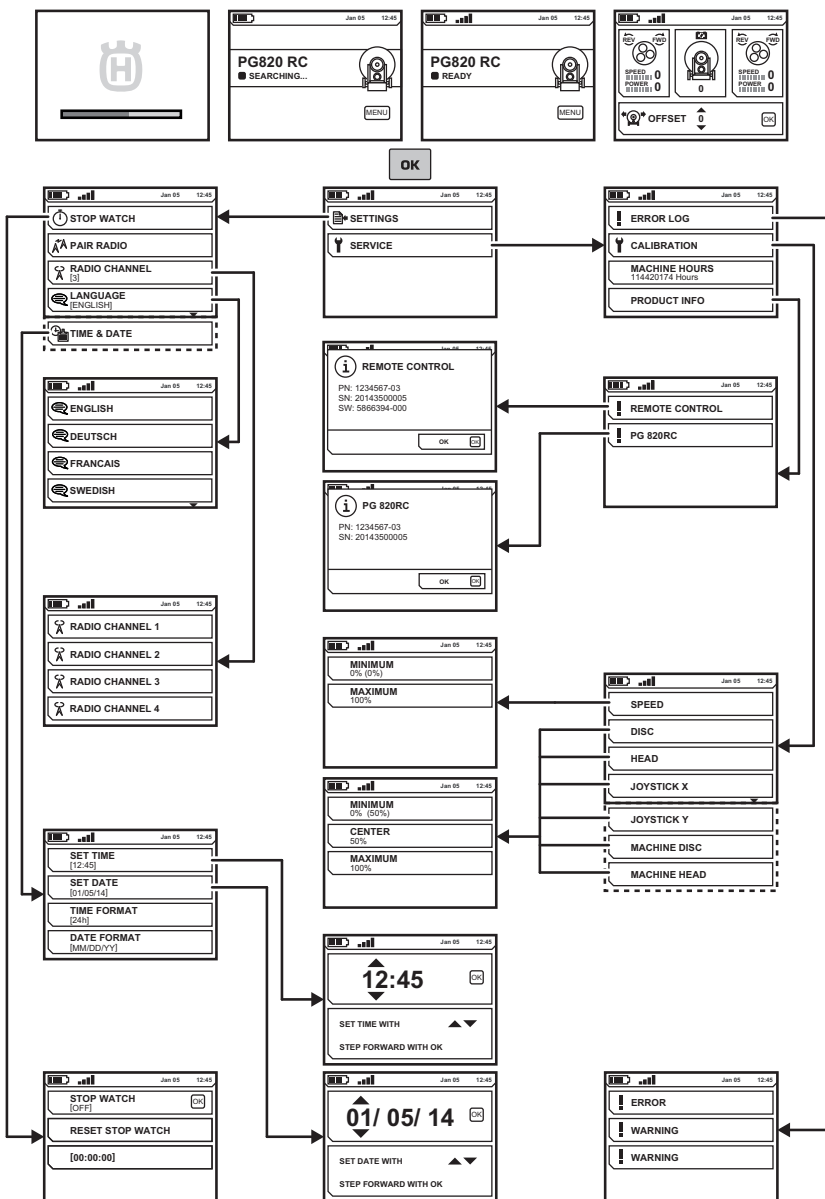 H
Jan 05 12:45
PG820 RC
SEARCHING...
MENU
Jan 05 12:45
PG820 RC
READY
MENU
Jan 05 12:45
REV FWD
SPEED 0
POWER 0
0
REV FWD
SPEED 0
POWER 0
OFFSET 0 OK
OK
Jan 05 12:45
STOP WATCH
PAIR RADIO
RADIO CHANNEL
[3]
LANGUAGE
[ENGLISH]
TIME & DATE
Jan 05 12:45
SETTINGS
SERVICE
Jan 05 12:45
ERROR LOG
CALIBRATION
MACHINE HOURS
114420174 Hours
PRODUCT INFO
REMOTE CONTROL
PN: 1234567-03
SN: 20143500005
SW: 5866394-000
OK OK
Jan 05 12:45
ENGLISH
DEUTSCH
FRANCAIS
SWEDISH
Jan 05 12:45
REMOTE CONTROL
PG 820RC
i PG 820RC
PN: 1234567-03
SN: 20143500005
OK OK
Jan 05 12:45
RADIO CHANNEL 1
RADIO CHANNEL 2
RADIO CHANNEL 3
RADIO CHANNEL 4
Jan 05 12:45
MINIMUM
0% (0%)
MAXIMUM
100%
Jan 05 12:45
SPEED
DISC
HEAD
JOYSTICK X
JOYSTICK Y
MACHINE DISC
MACHINE HEAD
Jan 05 12:45
MINIMUM
0% (50%)
CENTER
50%
MAXIMUM
100%
Jan 05 12:45
SET TIME
[12:45]
SET DATE
[01/05/14]
TIME FORMAT
[24h]
DATE FORMAT
[MM/DD/YY]
Jan 05 12:45
12:45 OK
SET TIME WITH
STEP FORWARD WITH OK
Jan 05 12:45
STOP WATCH
[OFF] OK
RESET STOP WATCH
[00:00:00]
Jan 05 12:45
01/ 05/ 14 OK
SET DATE WITH
STEP FORWARD WITH OK
Jan 05 12:45
ERROR
WARNING
WARNING